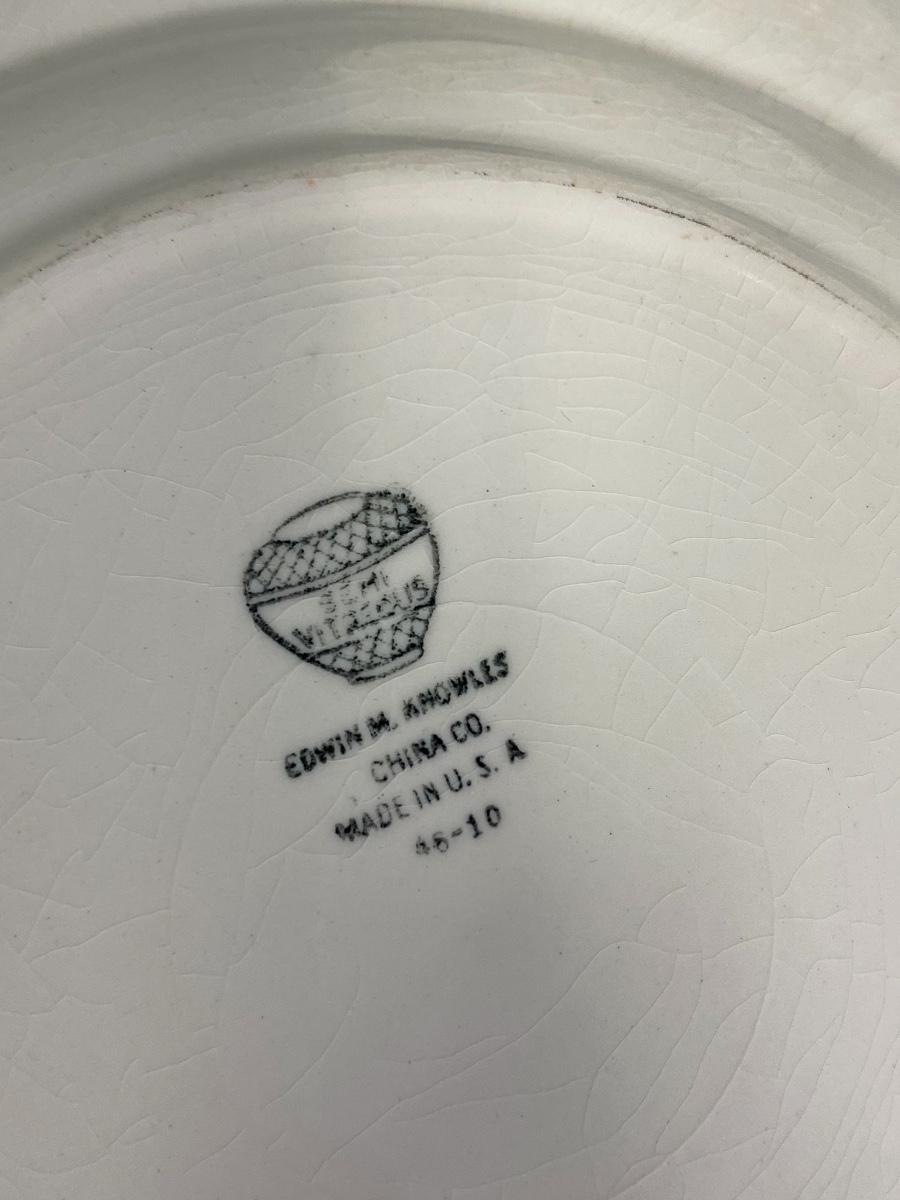 SEMI
VITREOUS
EDWIN M. KNOWLES
CHINA CO.
MADE IN U. S. A
46-10